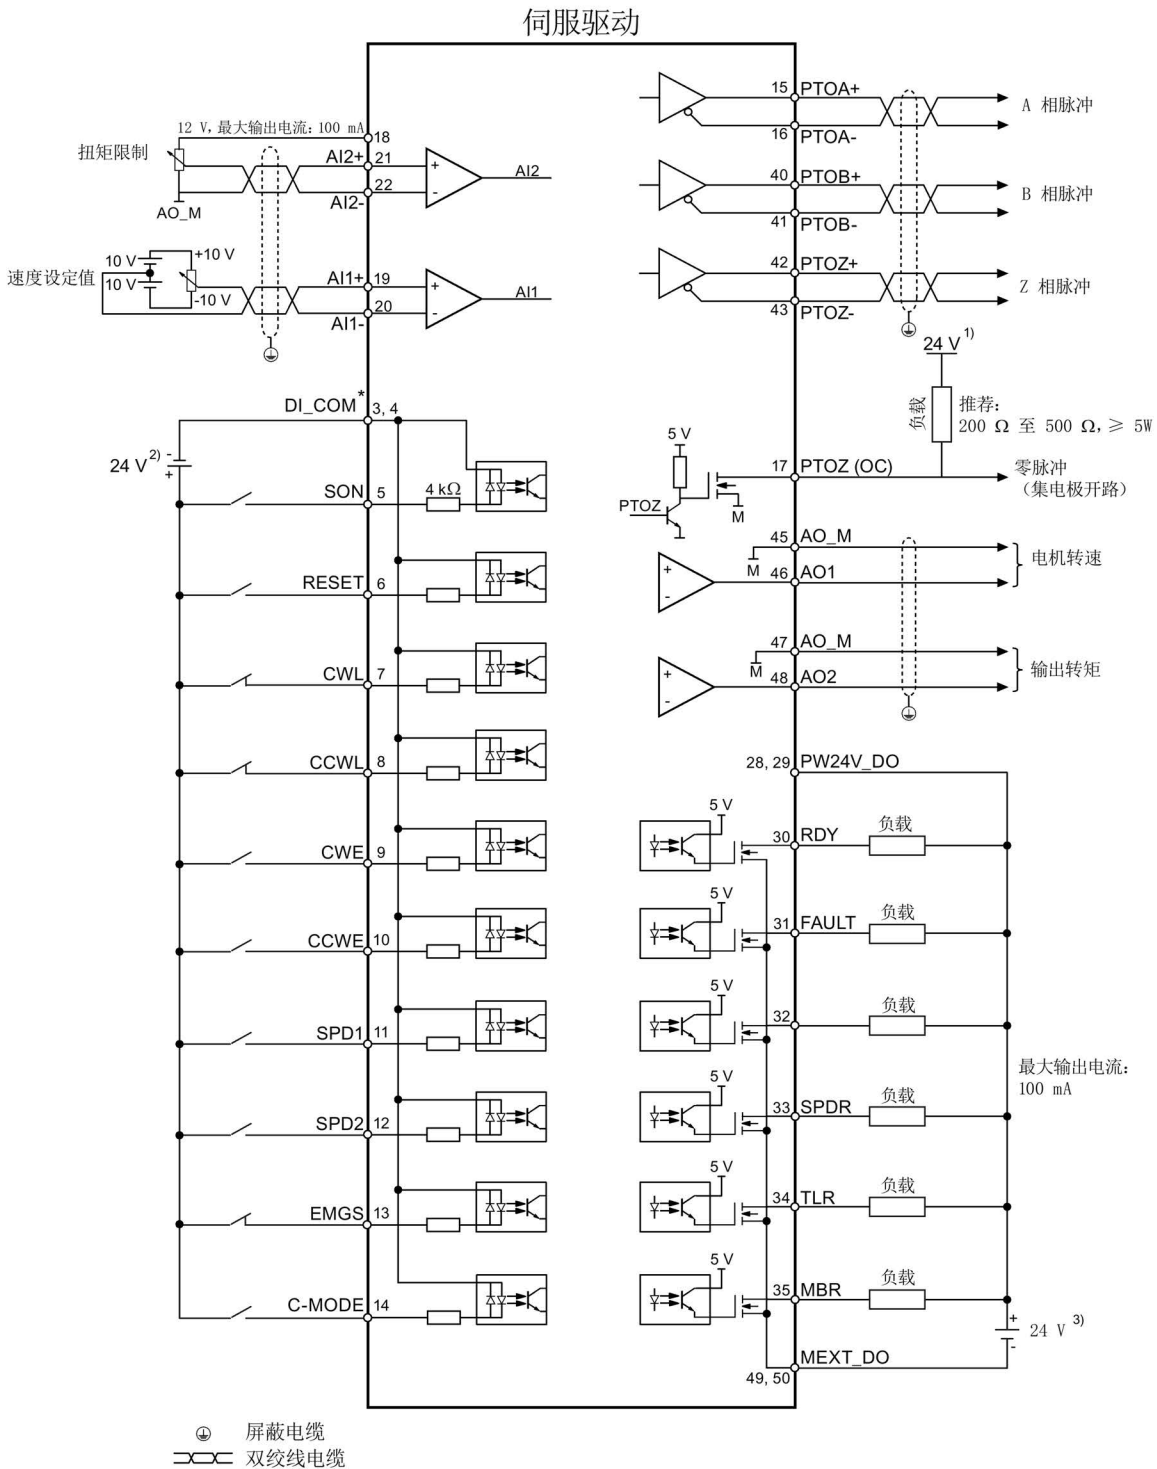 伺服驱动
12 V，最大输出电流：100 mA
18
扭矩限制
AI2+
21
22
AI2-
AO_M
+
-
AI2
10 V
+10 V
速度设定值
10 V
-10 V
AI1+
19
20
AI1-
+
-
AI1
15
PTOA+
16
PTOA-
A 相脉冲
40
PTOB+
41
PTOB-
B 相脉冲
42
PTOZ+
43
PTOZ-
Z 相脉冲
24 V 1)
负载
推荐：
200 Ω 至 500 Ω，≥ 5W
5 V
PTOZ
M
17
PTOZ (OC)
零脉冲
（集电极开路）
45
AO_M
M
46
AO1
+
-
电机转速
47
AO_M
M
48
AO2
+
-
输出转矩
DI_COM*
3, 4
24 V 2)
-
+
SON
5
4 kΩ
RESET
6
CWL
7
CCWL
8
CWE
9
CCWE
10
SPD1
11
SPD2
12
EMGS
13
C-MODE
14
28, 29
PW24V_DO
5 V
30
RDY
负载
5 V
31
FAULT
负载
5 V
32
负载
最大输出电流：
100 mA
5 V
33
SPDR
负载
5 V
34
TLR
负载
5 V
35
MBR
负载
+
24 V 3)
-
MEXT_DO
49, 50
屏蔽电缆
双绞线电缆